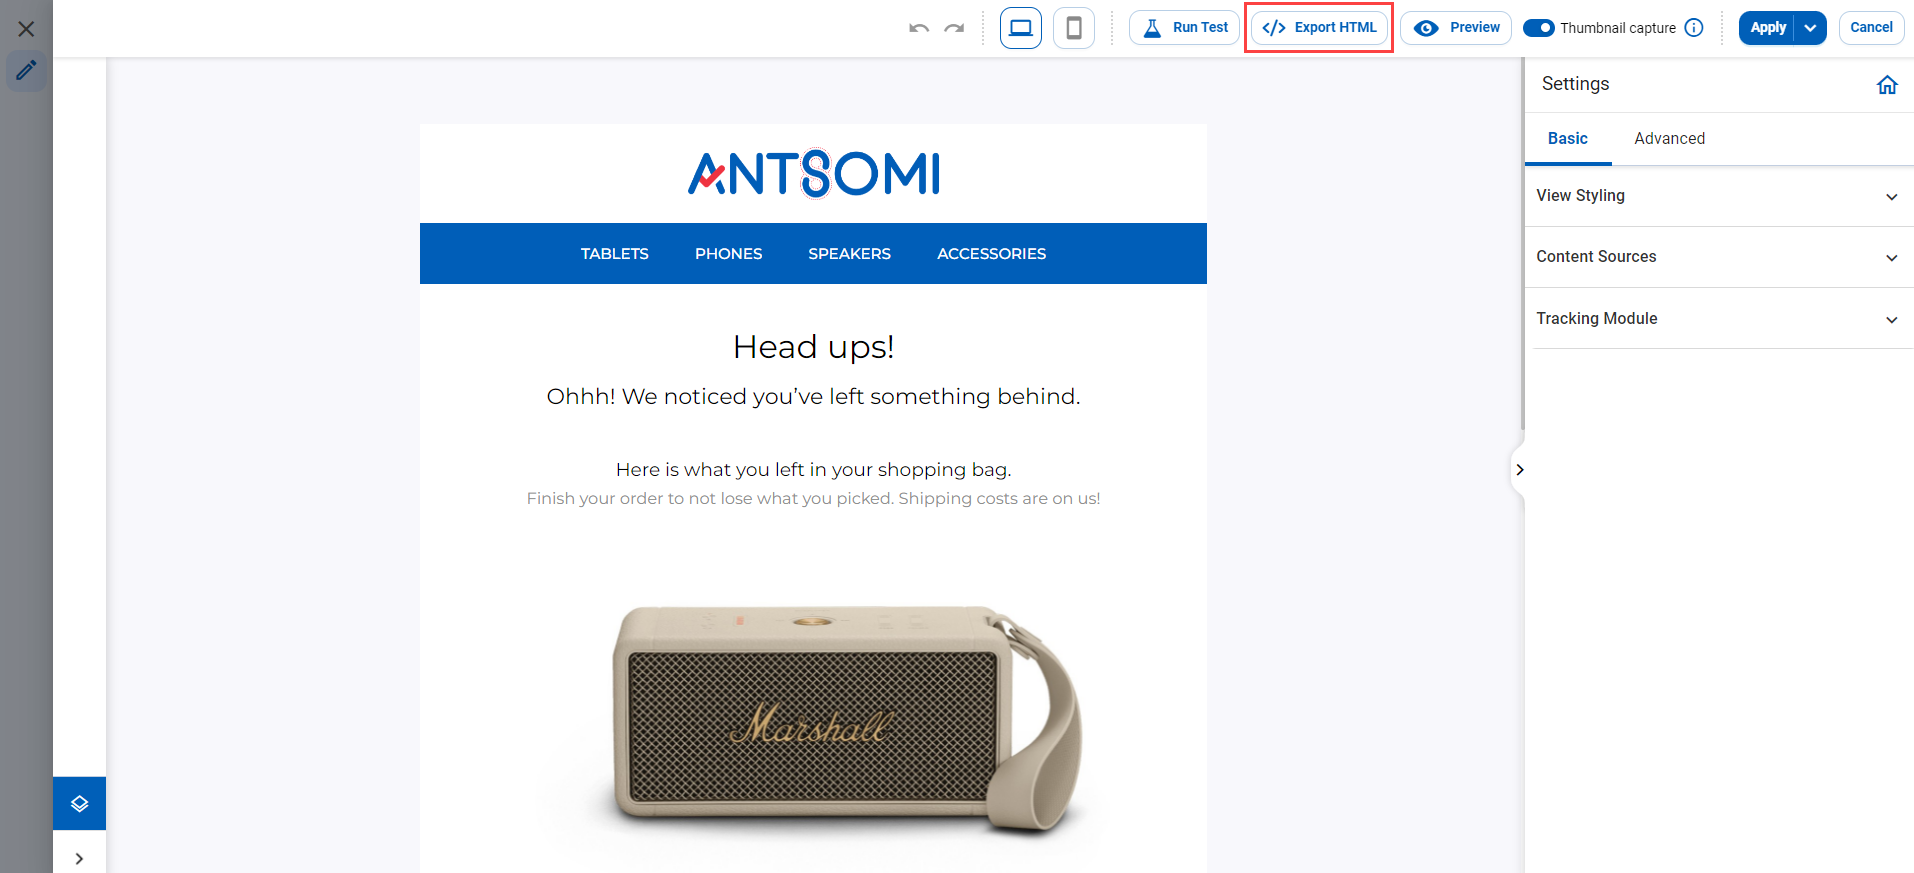 Run Test
Export HTML
Preview
Thumbnail capture
Apply
Cancel
Settings
Basic
Advanced
View Styling
Content Sources
Tracking Module
ANTSOMI
TABLETS PHONES SPEAKERS ACCESSORIES
Head ups!
Ohhh! We noticed you’ve left something behind.
Here is what you left in your shopping bag.
Finish your order to not lose what you picked. Shipping costs are on us!
Marshall